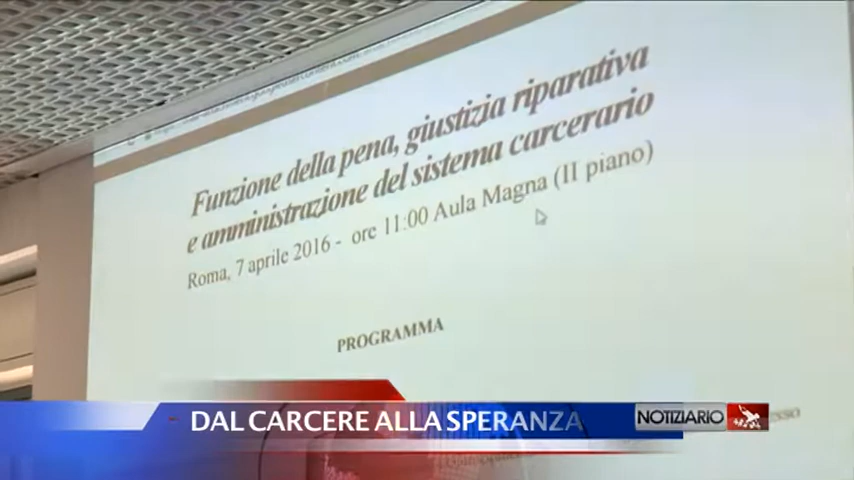 Funzione della pena, giustizia riparativa
e amministrazione del sistema carcerario
Roma, 7 aprile 2016 - ore 11:00 Aula Magna (II piano)
PROGRAMMA
DAL CARCERE ALLA SPERANZA
NOTIZIARIO